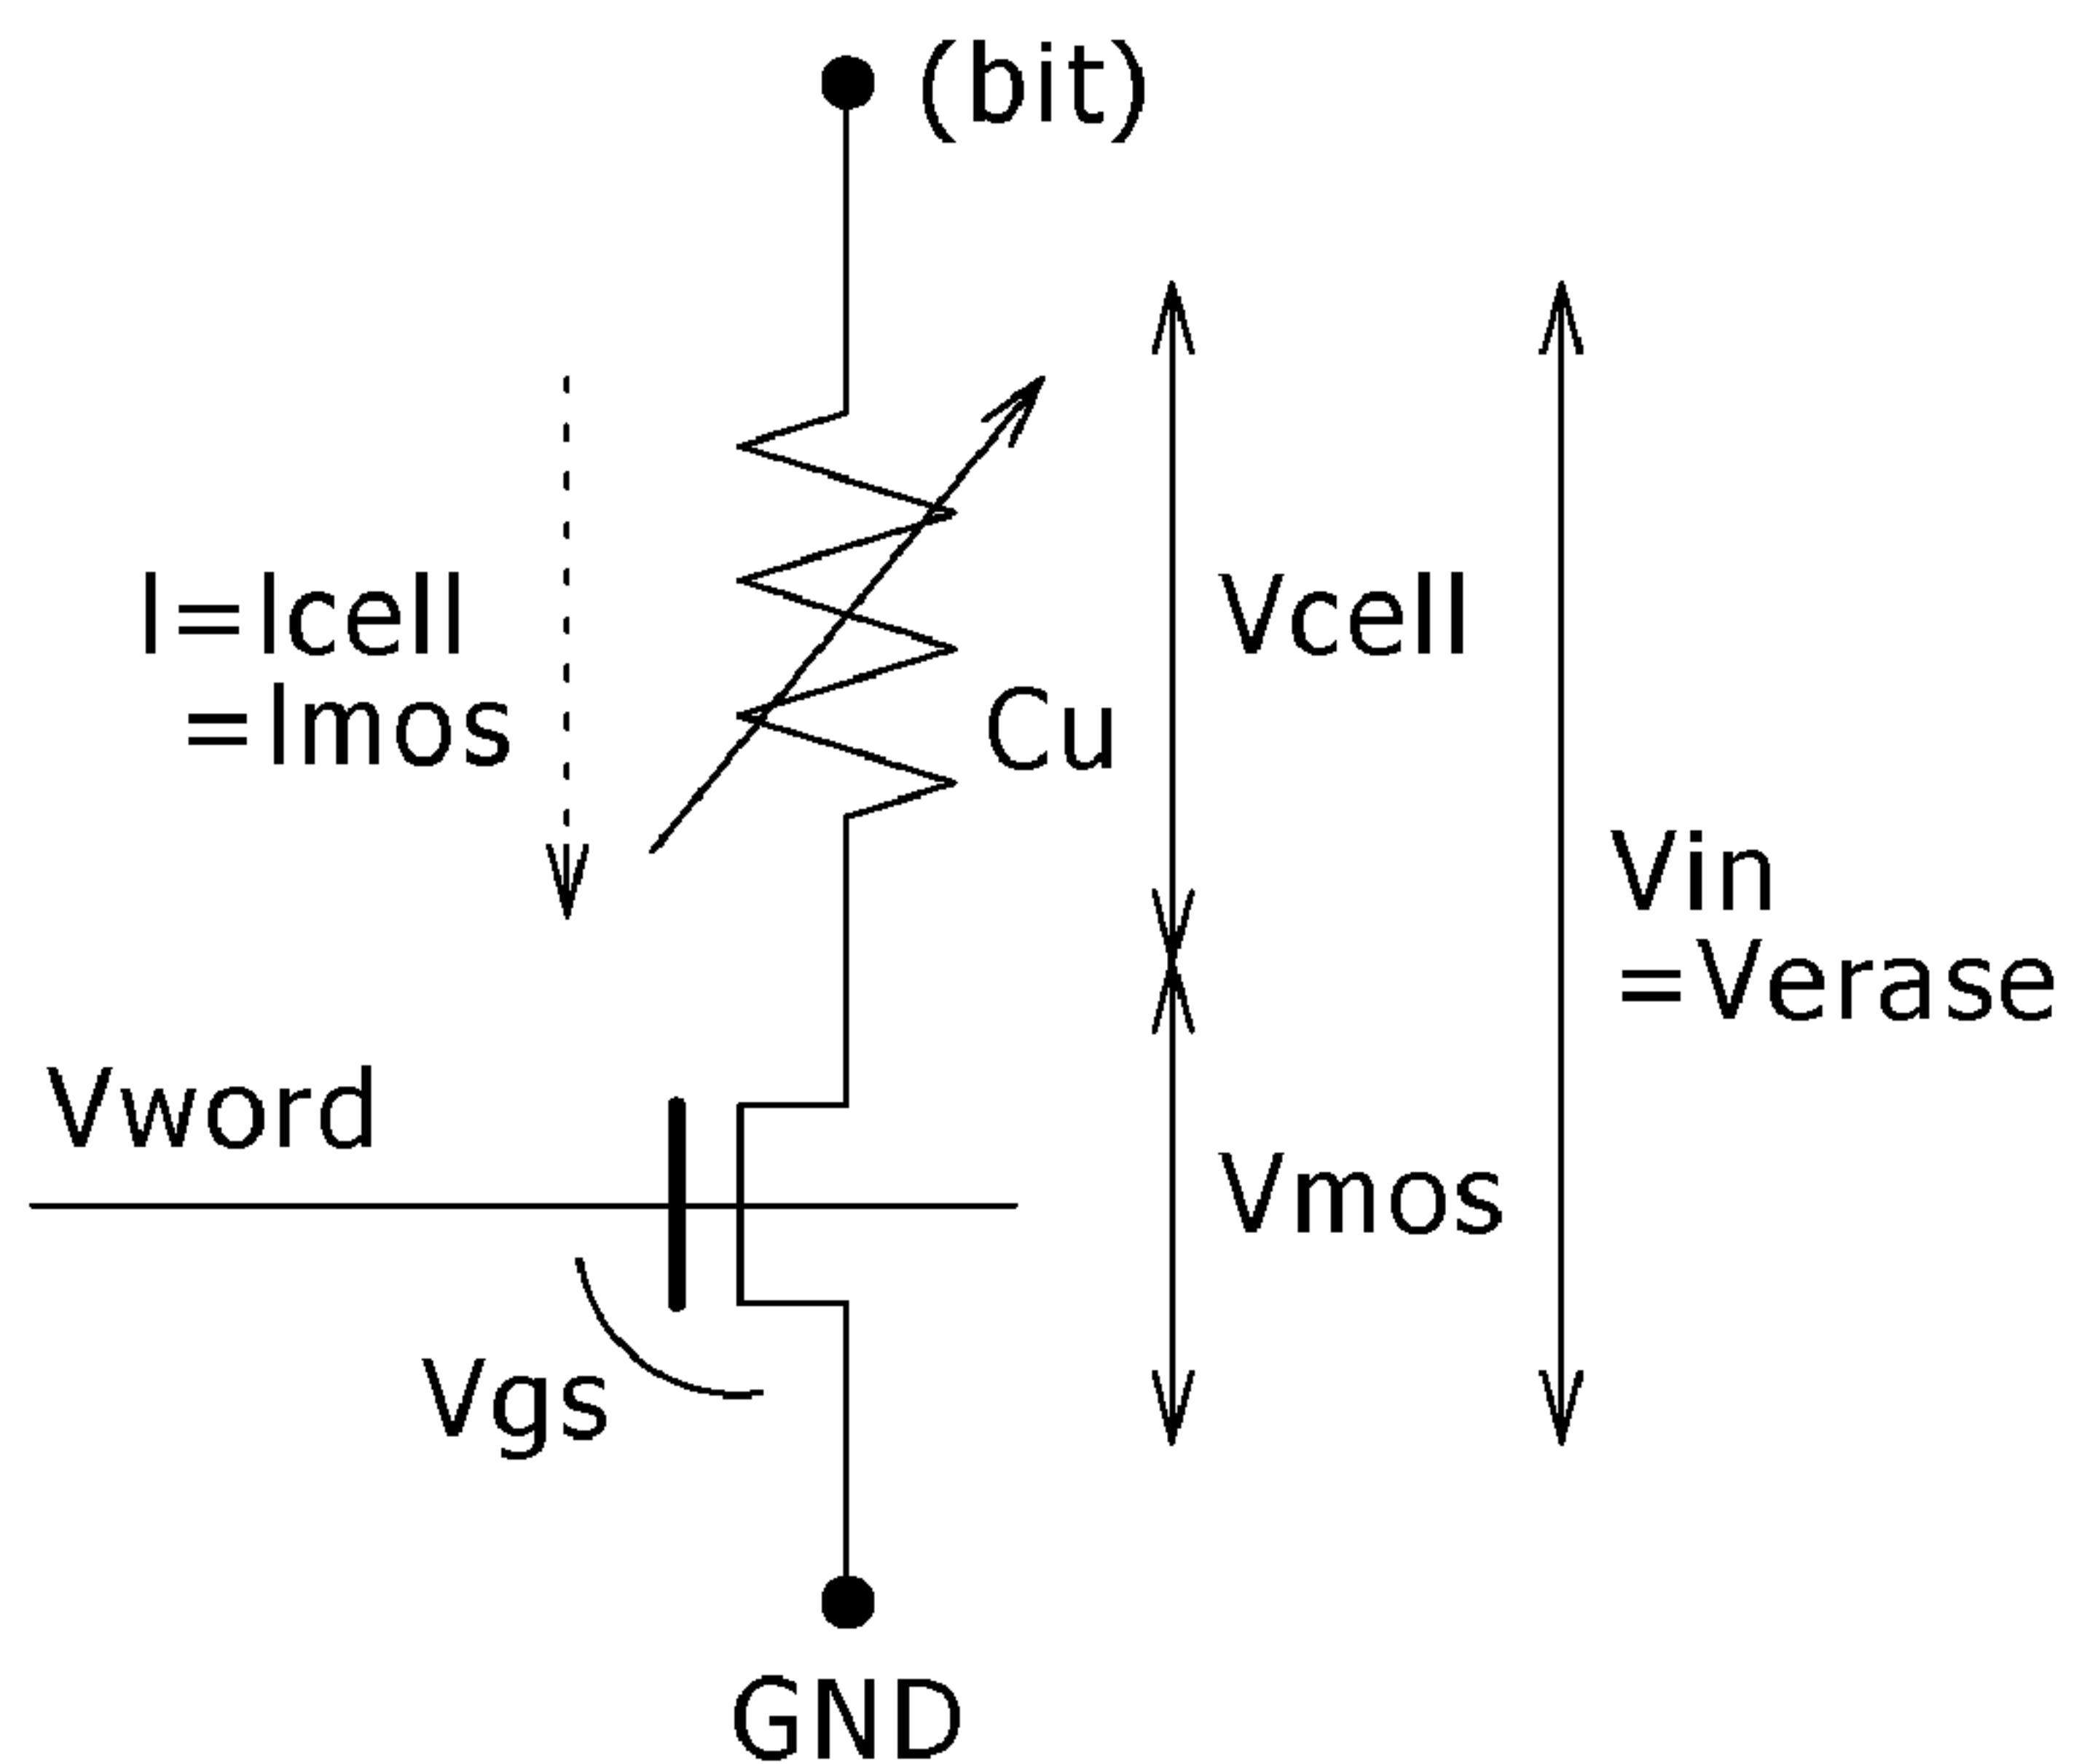 (bit)
I=Icell
=Imos
Vcell
Cu
Vin
=Verase
Vword
Vmos
Vgs
GND